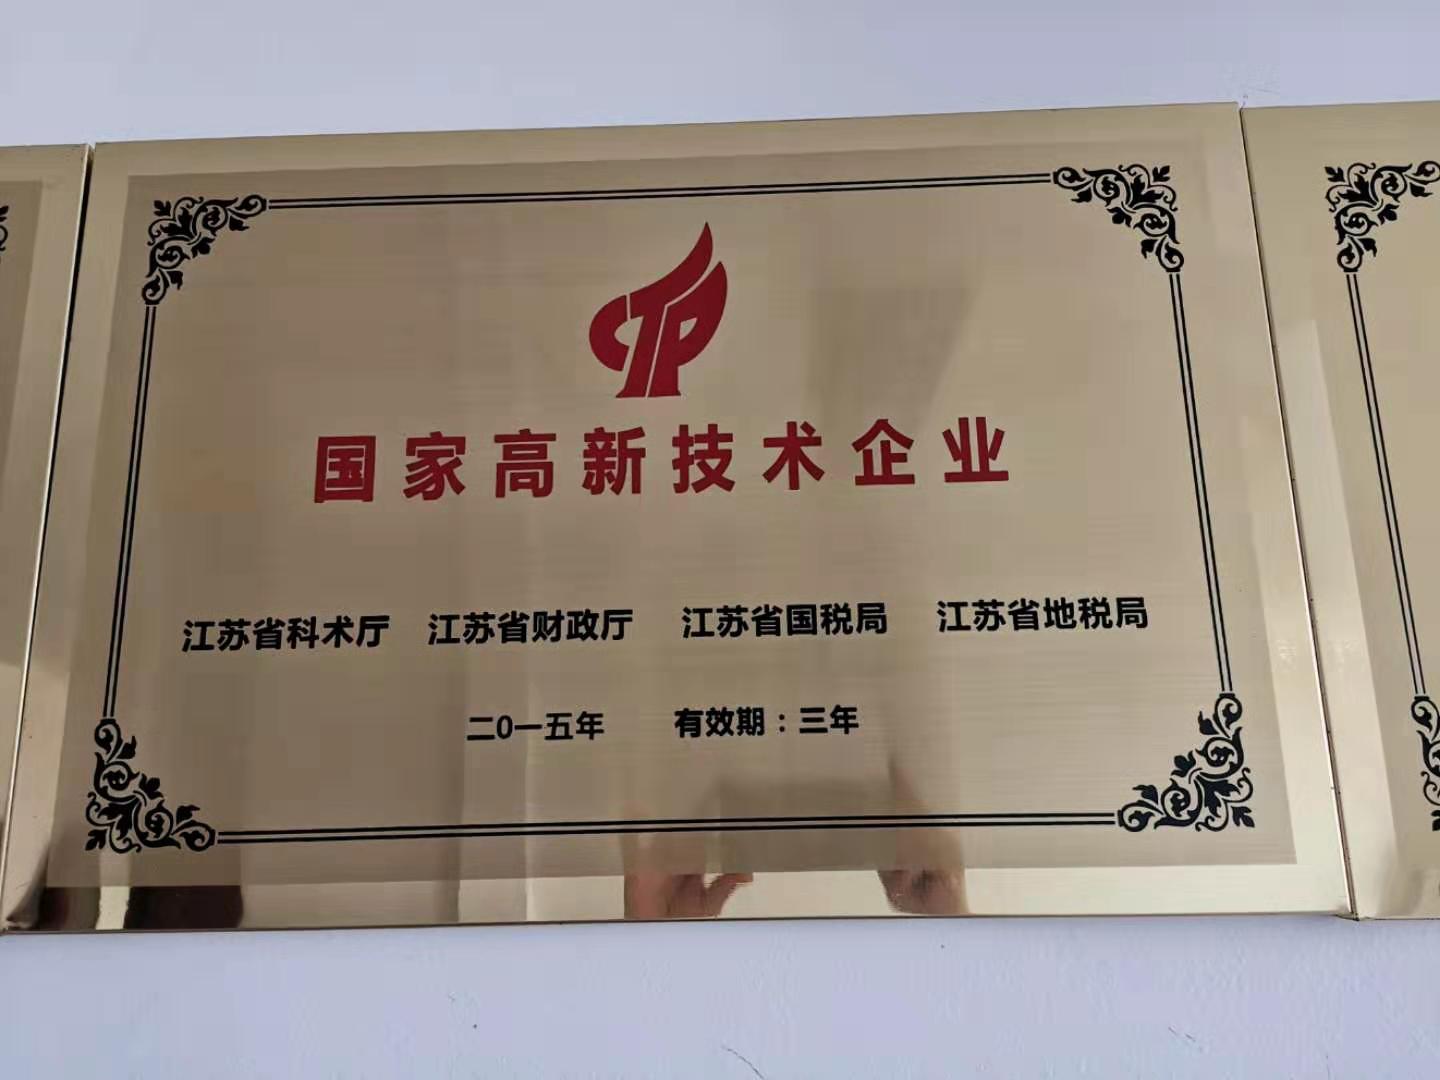 CTP
国家高新技术企业
江苏省科术厅 江苏省财政厅 江苏省国税局 江苏省地税局
二0一五年 有效期：三年